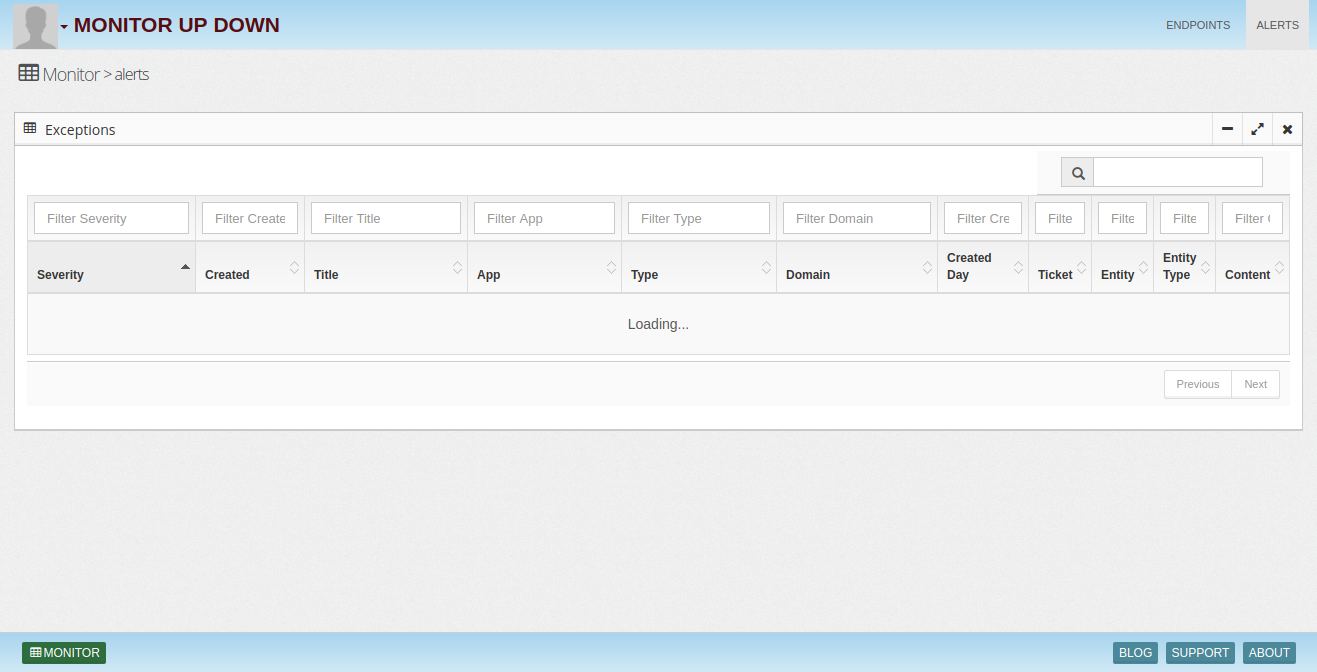 MONITOR UP DOWN
ENDPOINTS
ALERTS
Monitor > alerts
Exceptions
Filter Severity
Filter Create
Filter Title
Filter App
Filter Type
Filter Domain
Filter Cre
Filte
Filte
Filte
Filter
Severity
Created
Title
App
Type
Domain
Created
Day
Ticket
Entity
Entity
Type
Content
Loading...
Previous
Next
MONITOR
BLOG
SUPPORT
ABOUT